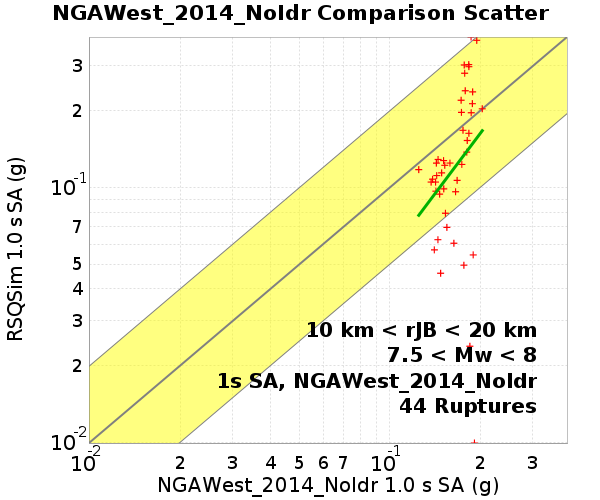 NGAWest_2014_NoIdr Comparison Scatter
RSQSim 1.0 s SA (g)
3
2
10-1
7
5
4
3
2
10-2
10 km < rJB < 20 km
7.5 < Mw < 8
1s SA, NGAWest_2014_NoIdr
44 Ruptures
10-2 2 3 4 5 6 7 10-1 2 3
NGAWest_2014_NoIdr 1.0 s SA (g)